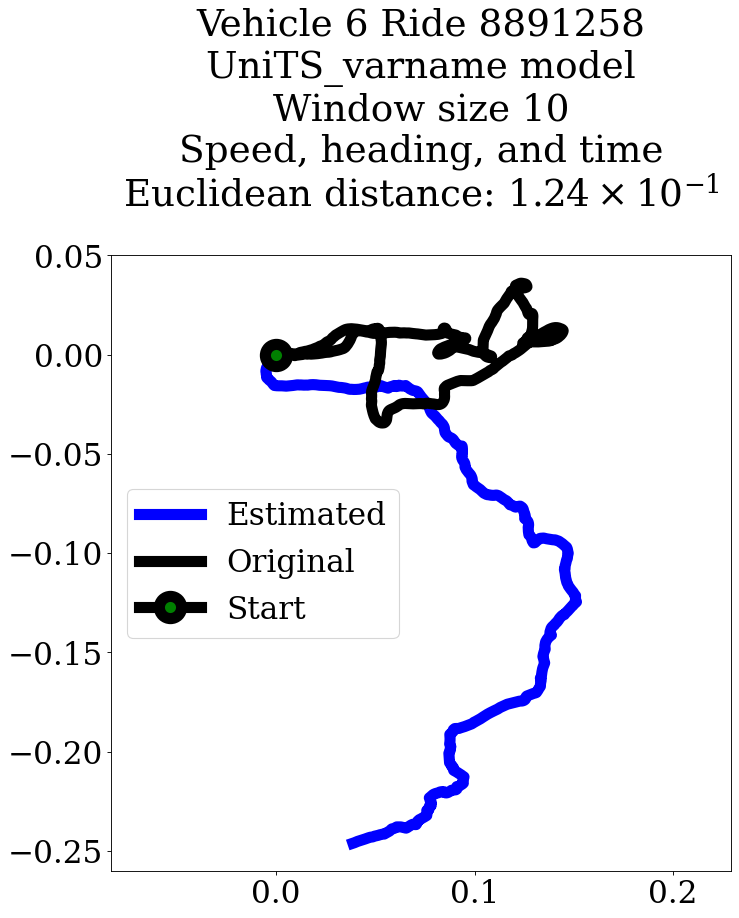 Vehicle 6 Ride 8891258
UniTS_varname model
Window size 10
Speed, heading, and time
Euclidean distance: 1.24 × 10⁻¹
0.05
0.00
−0.05
−0.10
−0.15
−0.20
−0.25
Estimated
Original
Start
0.0 0.1 0.2